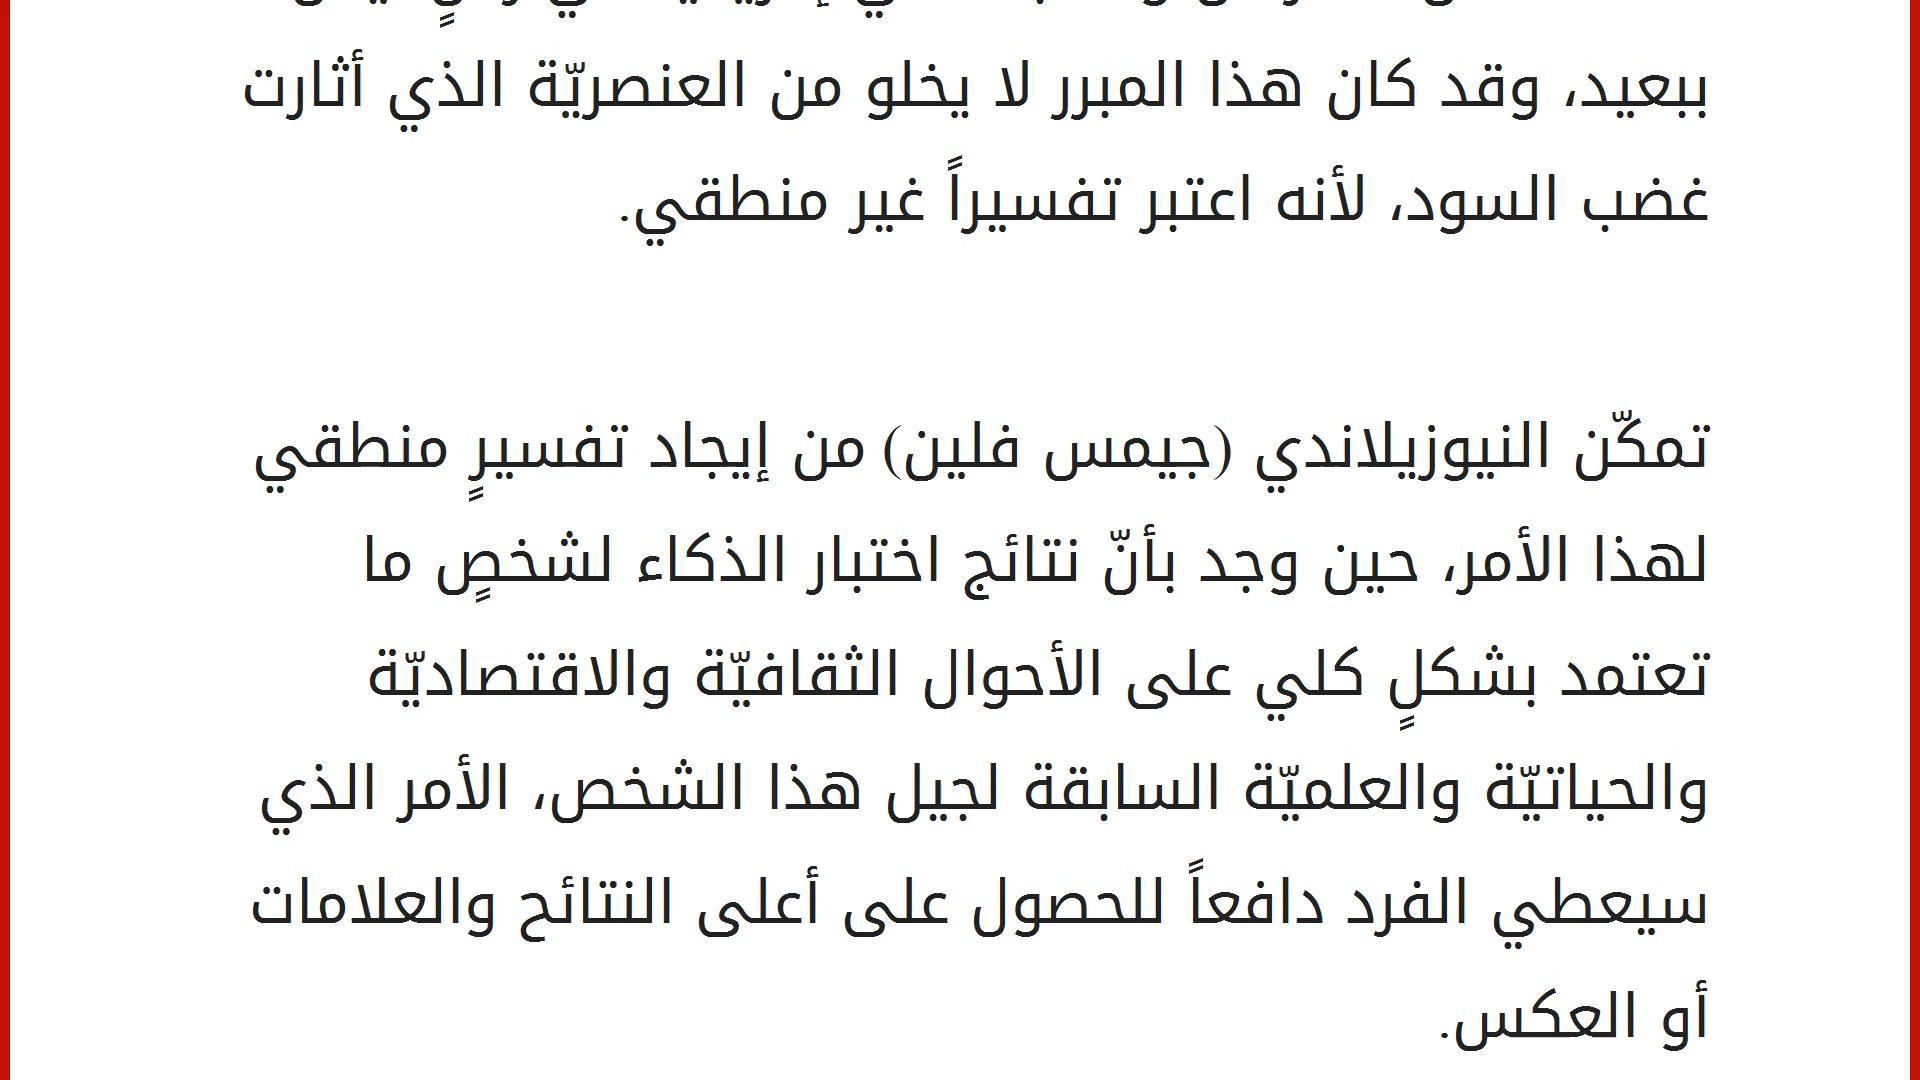 ببعيد، وقد كان هذا المبرر لا يخلو من العنصريّة الذي أثارت
غضب السود، لأنه اعتبر تفسيراً غير منطقي.
تمكّن النيوزيلاندي (جيمس فلين) من إيجاد تفسيرٍ منطقي
لهذا الأمر، حين وجد بأنّ نتائج اختبار الذكاء لشخصٍ ما
تعتمد بشكلٍ كلي على الأحوال الثقافيّة والاقتصاديّة
والحياتيّة والعلميّة السابقة لجيل هذا الشخص، الأمر الذي
سيعطي الفرد دافعاً للحصول على أعلى النتائح والعلامات
أو العكس.